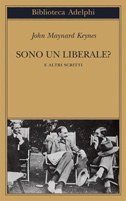 Biblioteca Adelphi
John Maynard Keynes
SONO UN LIBERALE?
E ALTRI SCRITTI